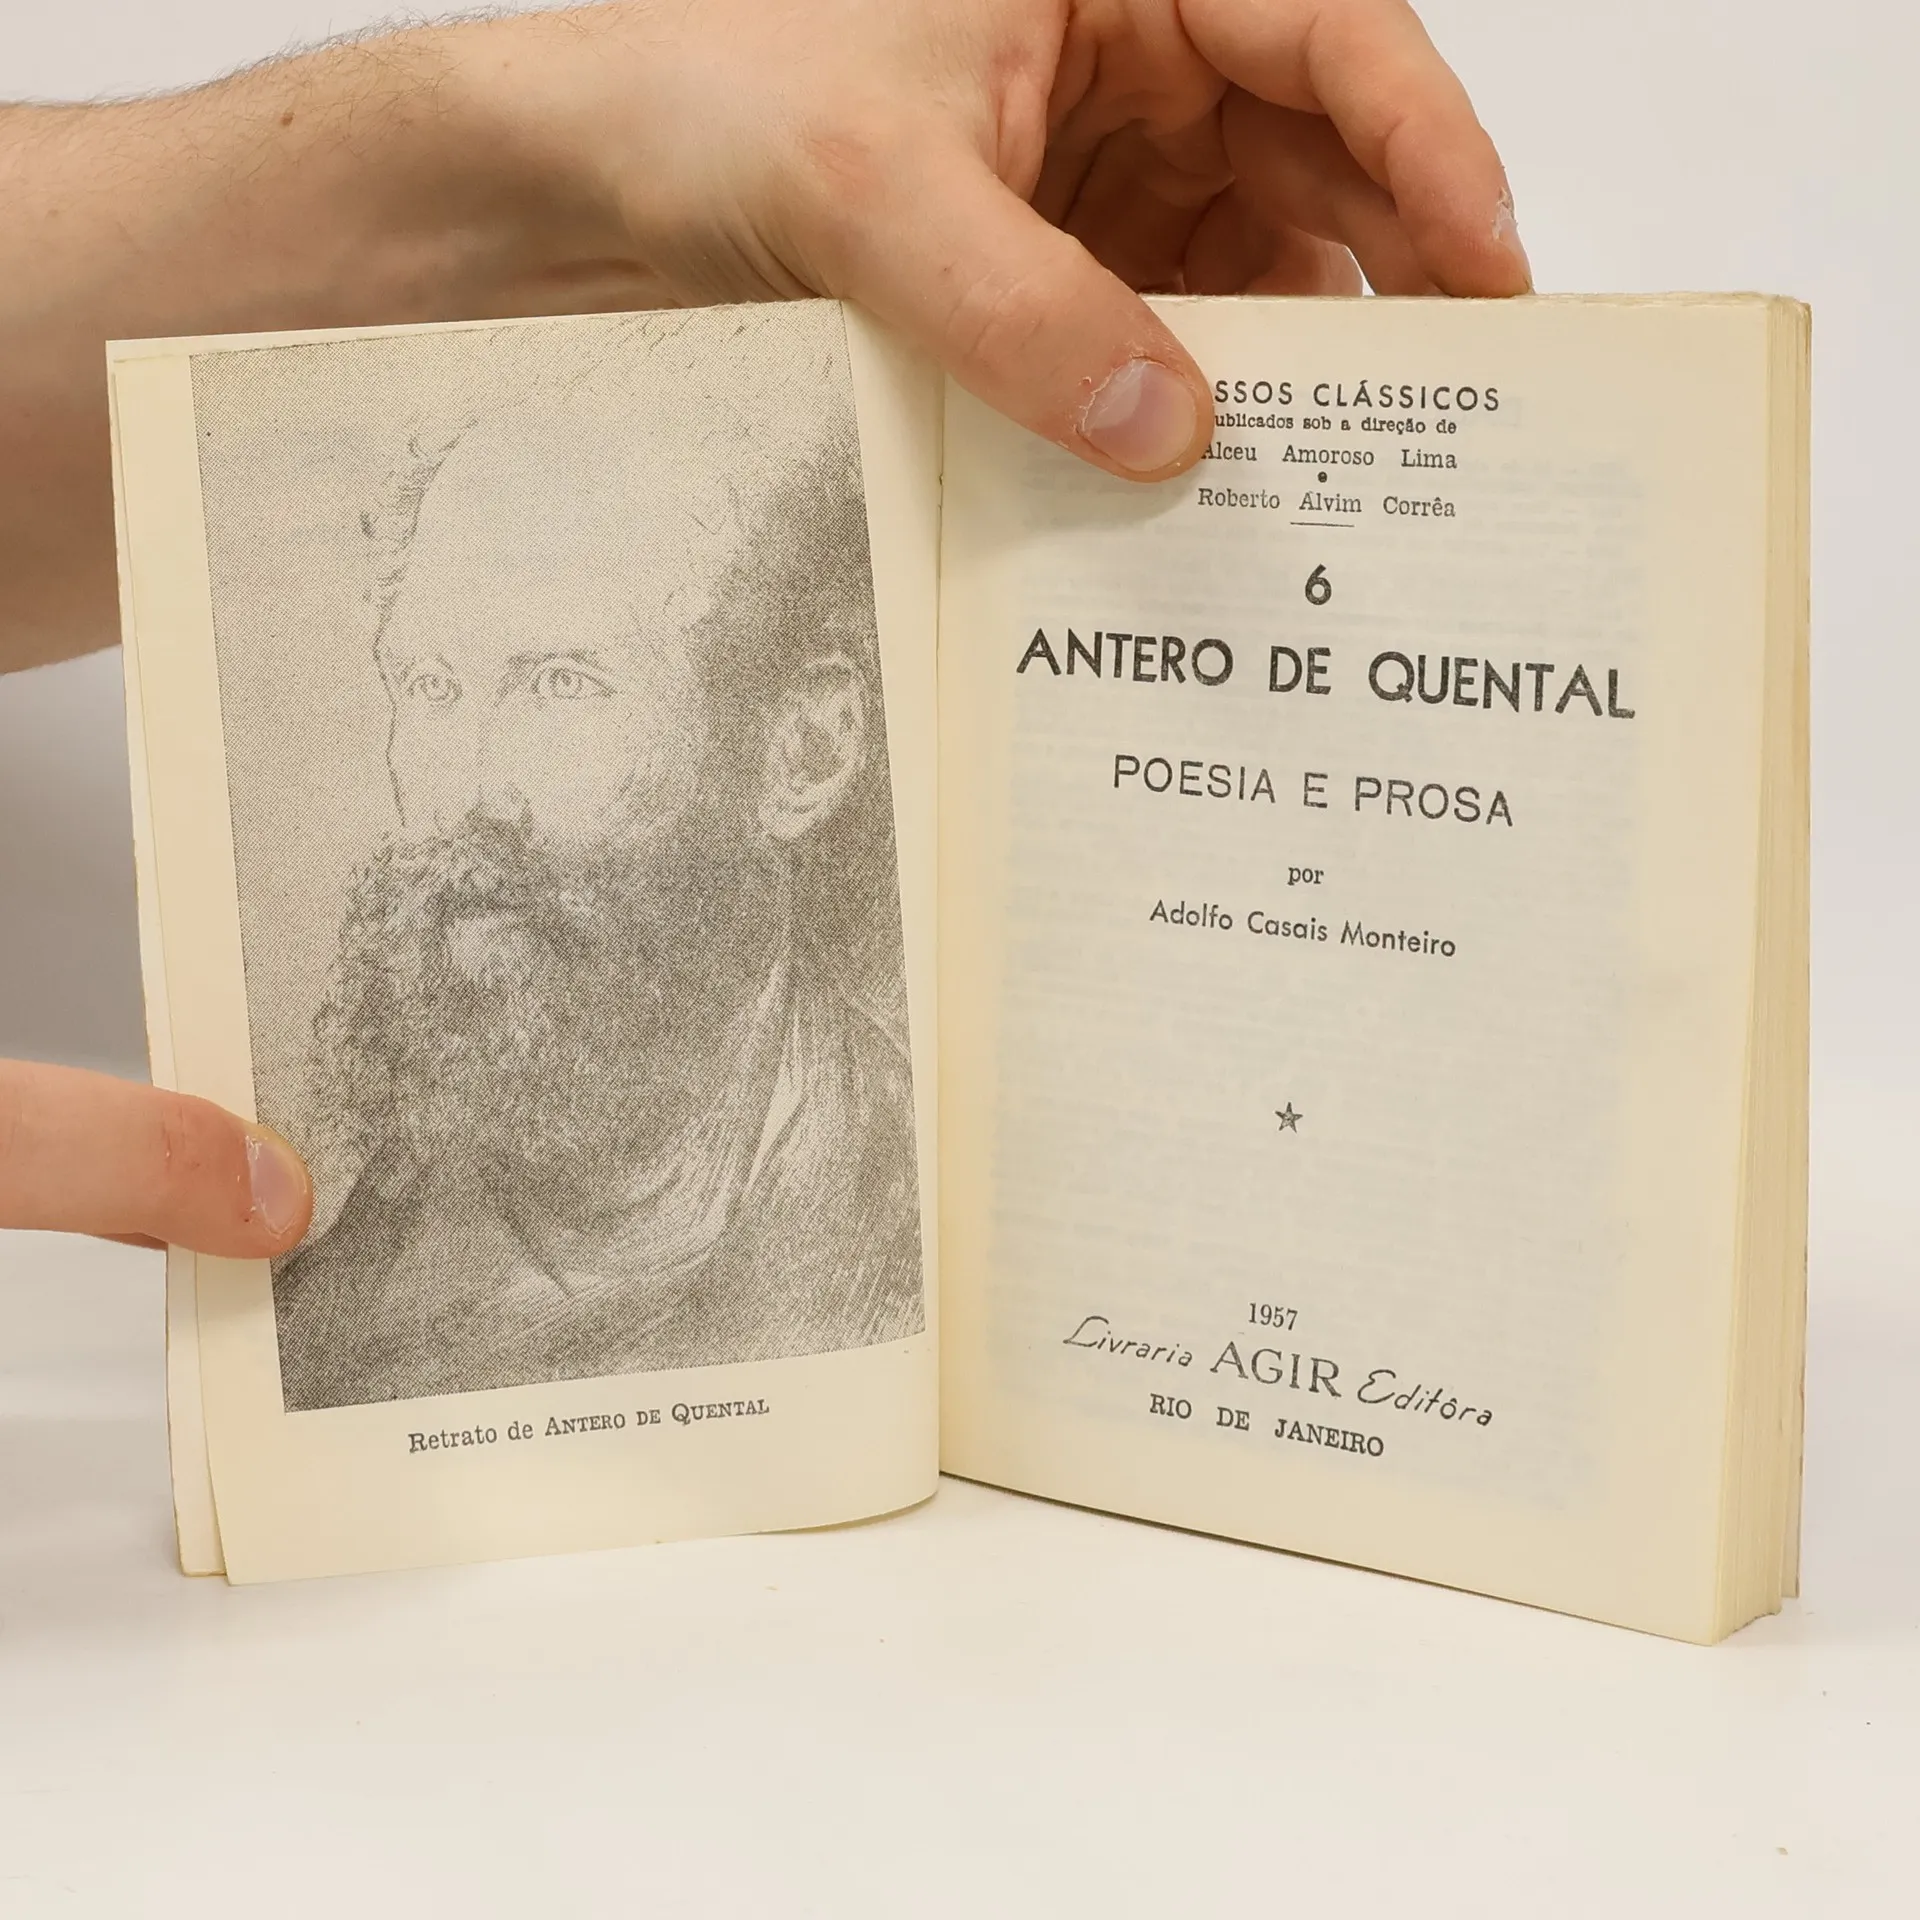 Retrato de ANTERO DE QUENTAL
SSOS CLÁSSICOS
ublicados sob a direção de
Alceu Amoroso Lima
e
Roberto Alvim Corrêa
6
ANTERO DE QUENTAL
POESIA E PROSA
por
Adolfo Casais Monteiro
1957
Livraria AGIR Editôra
RIO DE JANEIRO